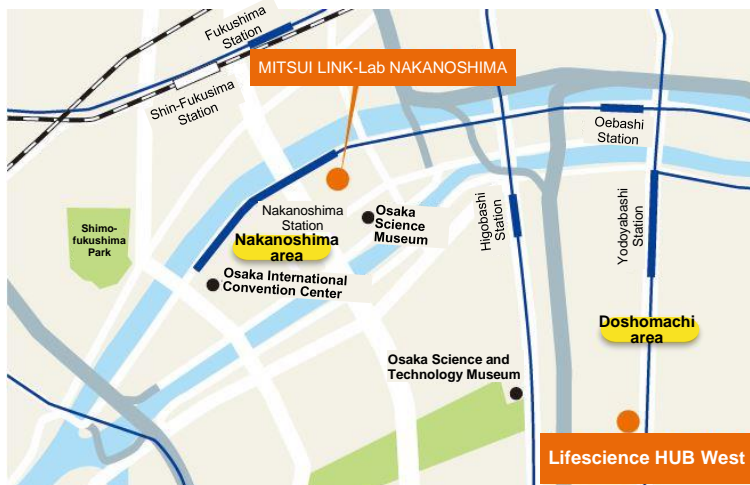 Fukushima
Station
MITSUI LINK-Lab NAKANOSHIMA
Shin-Fukusima
Station
Oebashi
Station
Shimo-
fukushima
Park
Nakanoshima
Station
Osaka
Science
Museum
Higobashi
Station
Yodoyabashi
Station
Nakanoshima
area
Osaka International
Convention Center
Doshomachi
area
Osaka Science and
Technology Museum
Lifescience HUB West